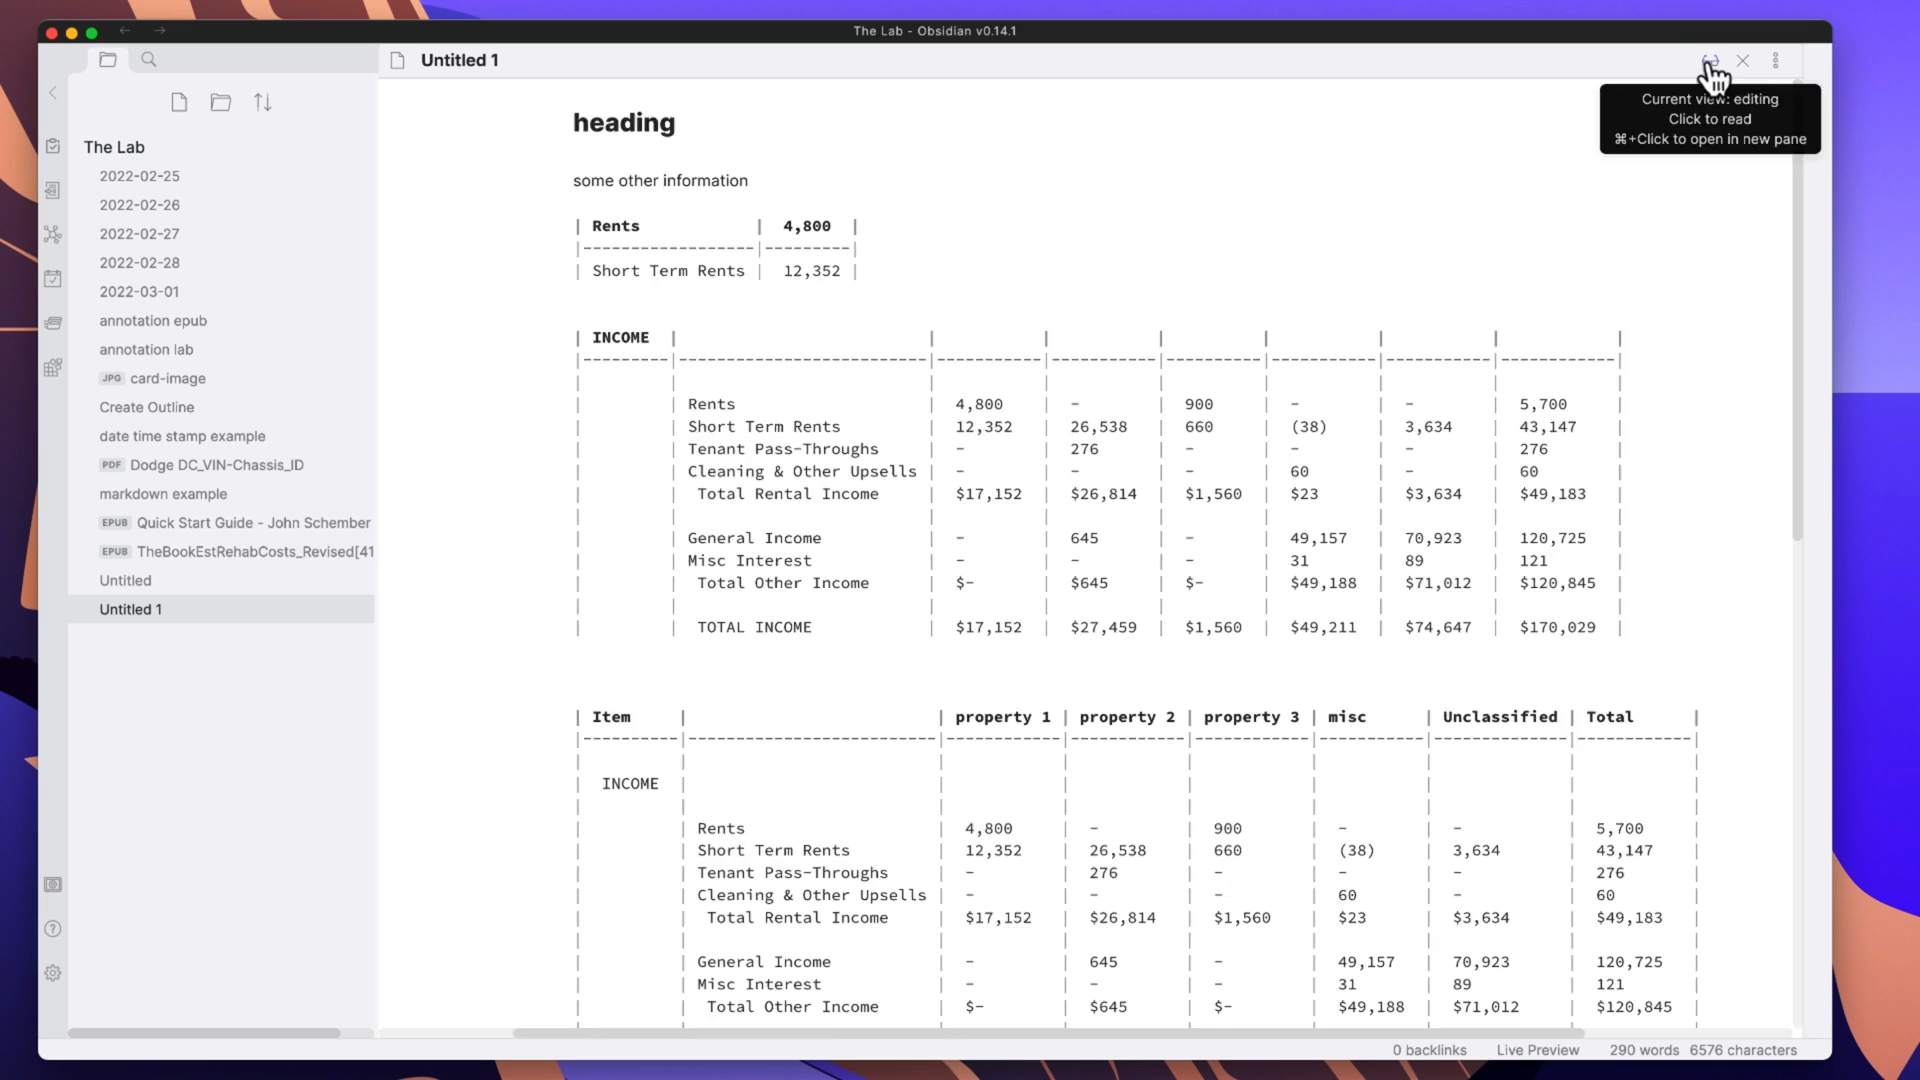 The Lab - Obsidian v0.14.1
Untitled 1
Current view: editing
Click to read
⌘+Click to open in new pane
The Lab
2022-02-25
2022-02-26
2022-02-27
2022-02-28
2022-03-01
annotation epub
annotation lab
JPG card-image
Create Outline
date time stamp example
PDF Dodge DC_VIN-Chassis_ID
markdown example
EPUB Quick Start Guide - John Schember
EPUB TheBookEstRehabCosts_Revised[41
Untitled
Untitled 1
heading
some other information
| Rents | 4,800 |
|------------------|---------|
| Short Term Rents | 12,352 |
| INCOME | | | | | | | |
|---------|--------------------------|-----------|-----------|----------|-----------|-----------|------------|
| | | | | | | | |
| | Rents | 4,800 | - | 900 | - | - | 5,700 |
| | Short Term Rents | 12,352 | 26,538 | 660 | (38) | 3,634 | 43,147 |
| | Tenant Pass-Throughs | - | 276 | - | - | - | 276 |
| | Cleaning & Other Upsells | - | - | - | 60 | - | 60 |
| | Total Rental Income | $17,152 | $26,814 | $1,560 | $23 | $3,634 | $49,183 |
| | | | | | | | |
| | General Income | - | 645 | - | 49,157 | 70,923 | 120,725 |
| | Misc Interest | - | - | - | 31 | 89 | 121 |
| | Total Other Income | $- | $645 | $- | $49,188 | $71,012 | $120,845 |
| | | | | | | | |
| | TOTAL INCOME | $17,152 | $27,459 | $1,560 | $49,211 | $74,647 | $170,029 |
| Item | | property 1 | property 2 | property 3 | misc | Unclassified | Total |
|----------|--------------------------|------------|------------|------------|-----------|--------------|------------|
| | | | | | | | |
| INCOME | | | | | | | |
| | | | | | | | |
| | Rents | 4,800 | - | 900 | - | - | 5,700 |
| | Short Term Rents | 12,352 | 26,538 | 660 | (38) | 3,634 | 43,147 |
| | Tenant Pass-Throughs | - | 276 | - | - | - | 276 |
| | Cleaning & Other Upsells | - | - | - | 60 | - | 60 |
| | Total Rental Income | $17,152 | $26,814 | $1,560 | $23 | $3,634 | $49,183 |
| | | | | | | | |
| | General Income | - | 645 | - | 49,157 | 70,923 | 120,725 |
| | Misc Interest | - | - | - | 31 | 89 | 121 |
| | Total Other Income | $- | $645 | $- | $49,188 | $71,012 | $120,845 |
0 backlinks Live Preview 290 words 6576 characters